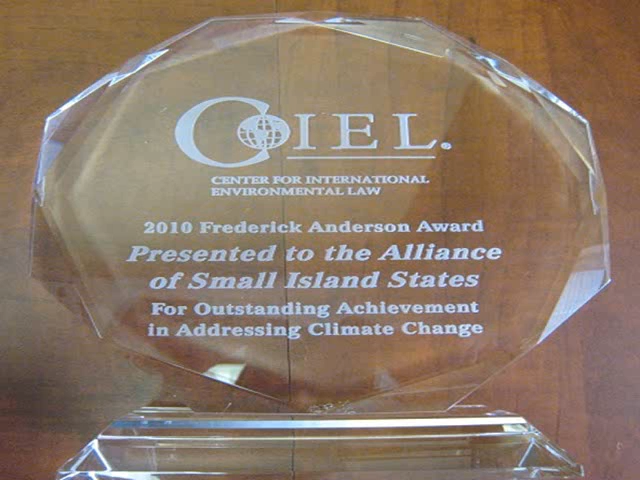 CIEL.
CENTER FOR INTERNATIONAL
ENVIRONMENTAL LAW
2010 Frederick Anderson Award
Presented to the Alliance
of Small Island States
For Outstanding Achievement
in Addressing Climate Change